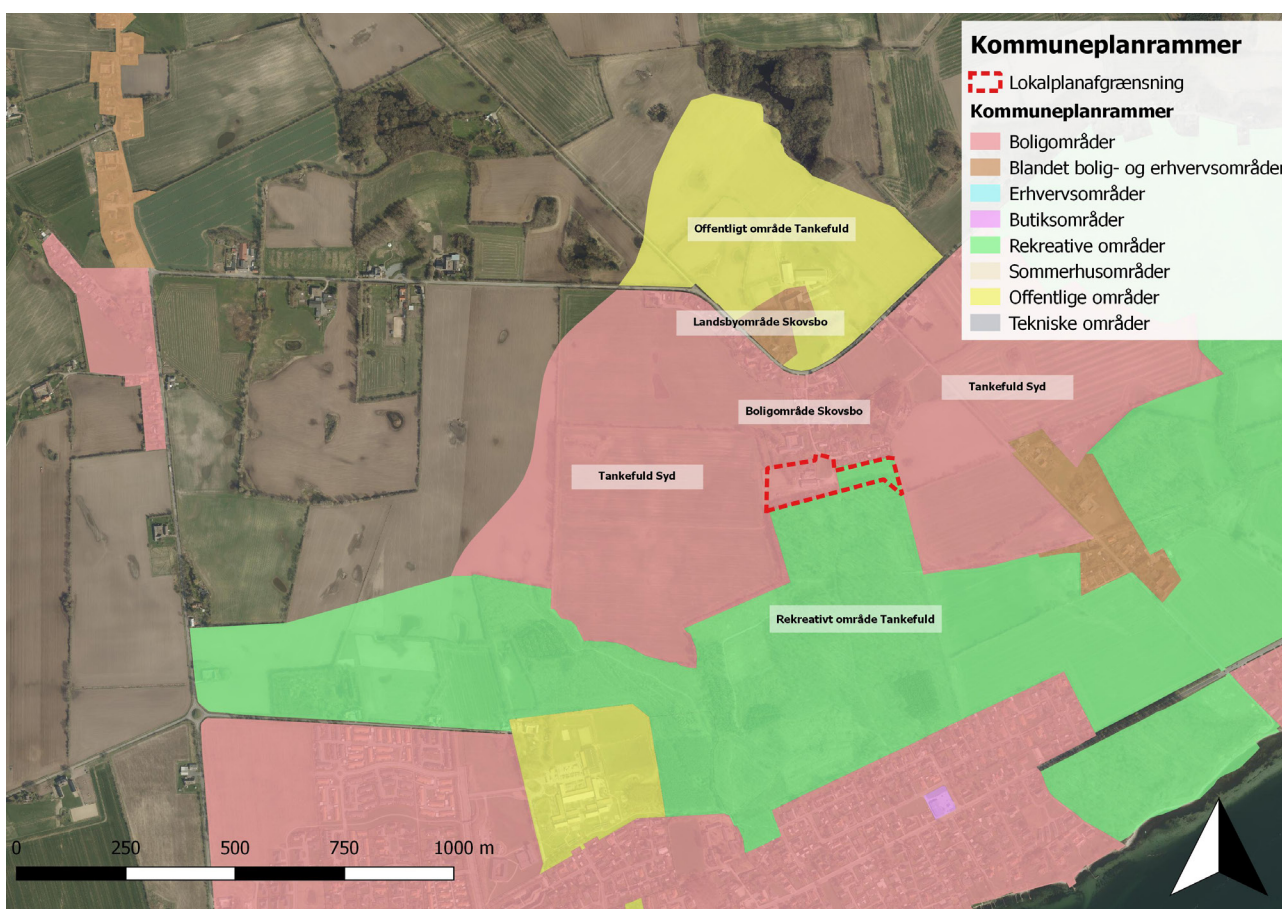 Kommuneplanrammer
Lokalplanafgrænsning
Kommuneplanrammer
Boligområder
Blandet bolig- og erhvervsområder
Erhvervsområder
Butiksområder
Rekreative områder
Sommerhusområder
Offentlige områder
Tekniske områder
Offentligt område Tankefuld
Landsbyområde Skovsbo
Tankefuld Syd
Boligområde Skovsbo
Tankefuld Syd
Rekreativt område Tankefuld
0 250 500 750 1000 m